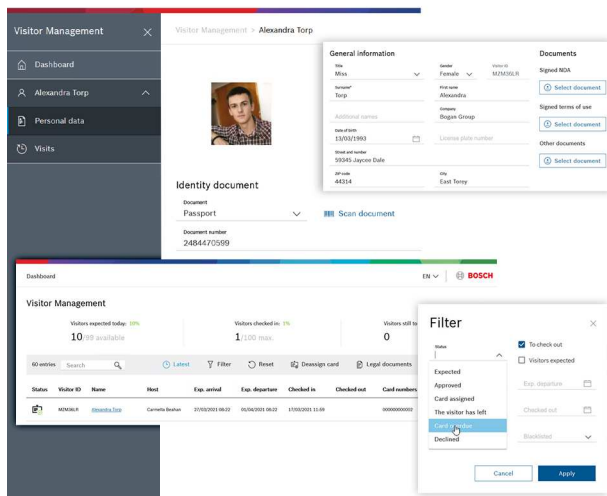 Visitor Management
Dashboard
Alexandra Torp
Personal data
Visits
Visitor Management > Alexandra Torp
Identity document
Document
Passport
Scan document
Document number
2484470599
General information
Title
Miss
Gender
Female
Visitor ID
MZM36LR
Surname*
Torp
First name
Alexandra
Additional names
Company
Bogan Group
Date of birth
13/03/1993
License plate number
Street and number
59345 Jaycee Dale
ZIP code
44314
City
East Torey
Documents
Signed NDA
Select document
Signed terms of use
Select document
Other documents
Select document
Dashboard
EN
BOSCH
Visitor Management
Visitors expected today: 10%
10/99 available
Visitors checked in: 1%
1/100 max.
Visitors still to
0
60 entries
Search
Latest
Filter
Reset
Deassign card
Legal documents
Status Visitor ID Name Host Exp. arrival Exp. departure Checked in Checked out Card numbers
MZM36LR Alexandra Torp Carmella Beahan 27/03/2021 08:22 01/04/2021 08:22 17/03/2021 11:59
Filter
Status
Expected
Approved
Card assigned
The visitor has left
Declined
To check out
Visitors expected
Exp. departure
Checked out
Blacklisted
Cancel
Apply